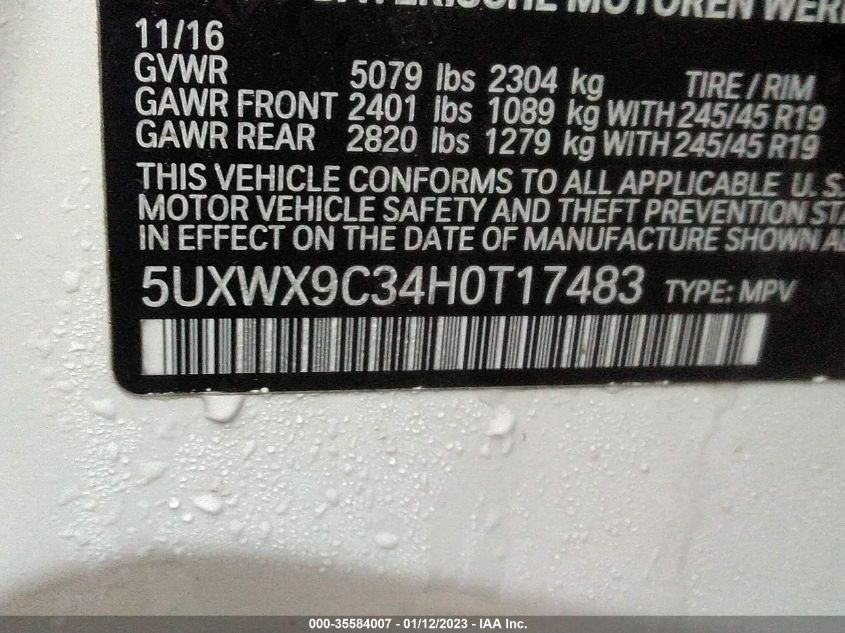 MOTOREN
11/16
GVWR 5079 lbs 2304 kg TIRE / RIM
GAWR FRONT 2401 lbs 1089 kg WITH 245/45 R19
GAWR REAR 2820 lbs 1279 kg WITH 245/45 R19
THIS VEHICLE CONFORMS TO ALL APPLICABLE U. S.
MOTOR VEHICLE SAFETY AND THEFT PREVENTION
IN EFFECT ON THE DATE OF MANUFACTURE SHOWN
5UXWX9C34H0T17483 TYPE: MPV
000-35584007 - 01/12/2023 - IAA Inc.